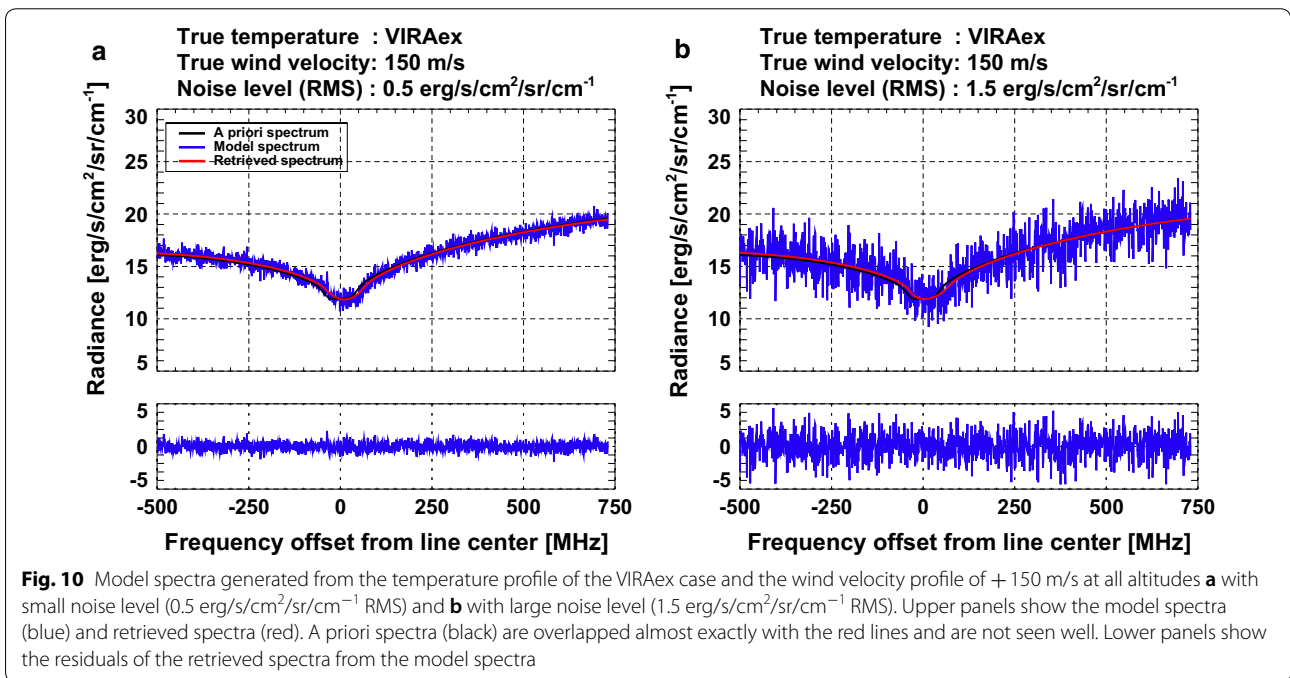 a
True temperature : VIRAex
True wind velocity: 150 m/s
Noise level (RMS) : 0.5 erg/s/cm²/sr/cm⁻¹
Radiance [erg/s/cm²/sr/cm⁻¹]
30
25
20
15
10
5
A priori spectrum
Model spectrum
Retrieved spectrum
5
0
-5
-500 -250 0 250 500 750
Frequency offset from line center [MHz]
b
True temperature : VIRAex
True wind velocity: 150 m/s
Noise level (RMS) : 1.5 erg/s/cm²/sr/cm⁻¹
Radiance [erg/s/cm²/sr/cm⁻¹]
30
25
20
15
10
5
5
0
-5
-500 -250 0 250 500 750
Frequency offset from line center [MHz]
Fig. 10 Model spectra generated from the temperature profile of the VIRAex case and the wind velocity profile of + 150 m/s at all altitudes a with
small noise level (0.5 erg/s/cm²/sr/cm⁻¹ RMS) and b with large noise level (1.5 erg/s/cm²/sr/cm⁻¹ RMS). Upper panels show the model spectra
(blue) and retrieved spectra (red). A priori spectra (black) are overlapped almost exactly with the red lines and are not seen well. Lower panels show
the residuals of the retrieved spectra from the model spectra